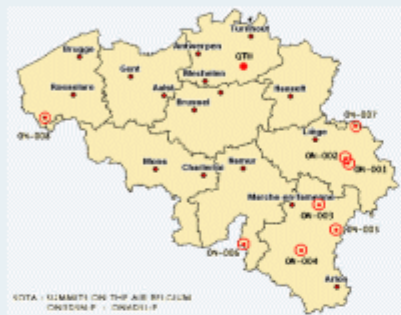 Turnhout
Brugge
Antwerpen
QTH
Gent
Mechelen
Roeselare
Aalst
Hasselt
Brussel
ON-007
ON-008
Liège
ON-002
ON-001
Mons
Charleroi
Namur
Marche-en-famenne
ON-003
ON-005
ON-006
ON-004
Arlon
SOTA : SUMMITS ON THE AIR BELGIUM